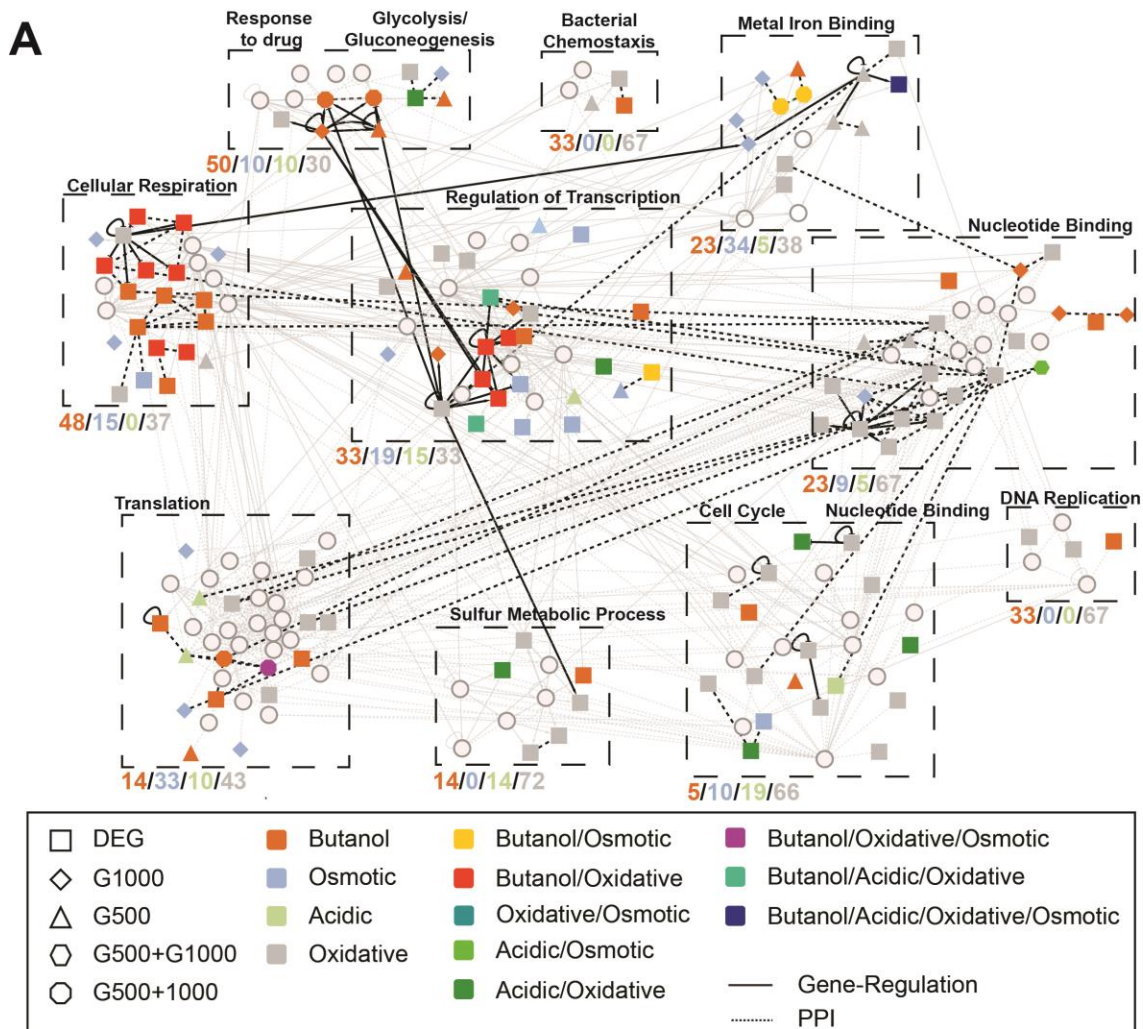 A
Response
to drug
Glycolysis/
Gluconeogenesis
Bacterial
Chemostaxis
Metal Iron Binding
50/10/10/30
33/0/0/67
Cellular Respiration
Regulation of Transcription
23/34/5/38
Nucleotide Binding
48/15/0/37
33/19/15/33
23/9/5/67
Translation
Cell Cycle
Nucleotide Binding
DNA Replication
Sulfur Metabolic Process
33/0/0/67
14/33/10/43
14/0/14/72
5/10/19/66
DEG
Butanol
Butanol/Osmotic
Butanol/Oxidative/Osmotic
G1000
Osmotic
Butanol/Oxidative
Butanol/Acidic/Oxidative
G500
Acidic
Oxidative/Osmotic
Butanol/Acidic/Oxidative/Osmotic
G500+G1000
Oxidative
Acidic/Osmotic
G500+1000
Acidic/Oxidative
Gene-Regulation
PPI